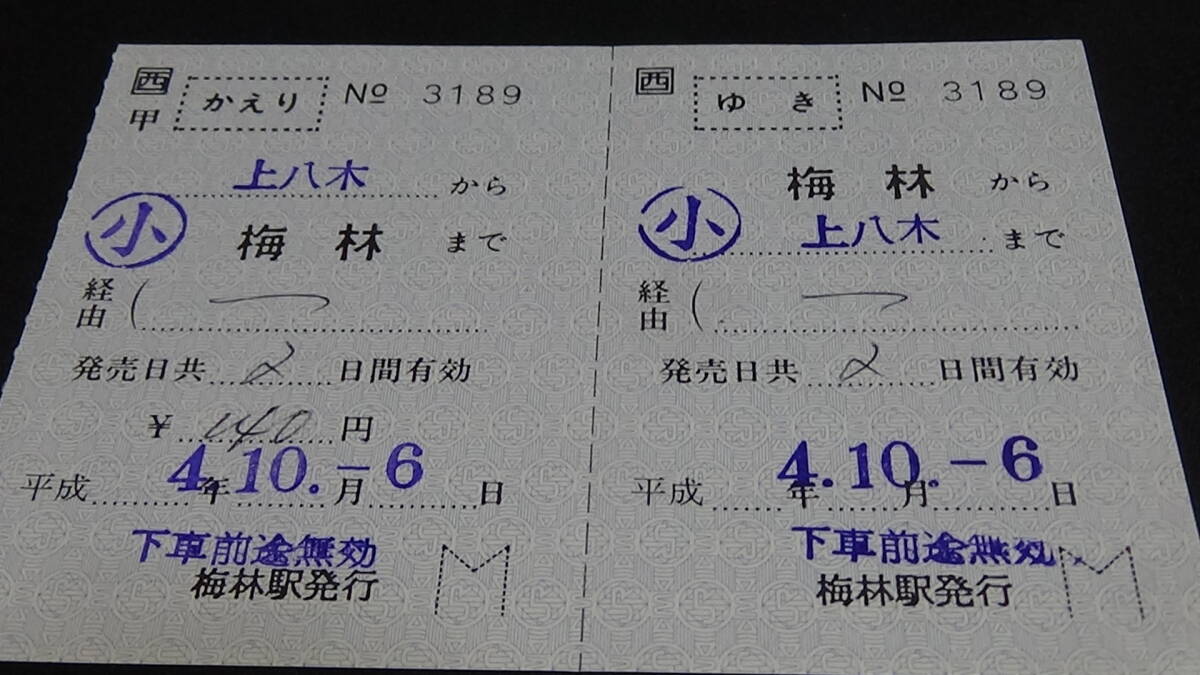 西 かえり № 3189
甲
上八木 から
小 梅林 まで
経由(
発売日共 2 日間有効
¥ 140 円
平成 4.年 10.月 -6 日
下車前途無効
梅林駅発行
西 ゆき № 3189
梅林 から
小 上八木 まで
経由(
発売日共 2 日間有効
平成 4.年 10.月 -6 日
下車前途無効
梅林駅発行